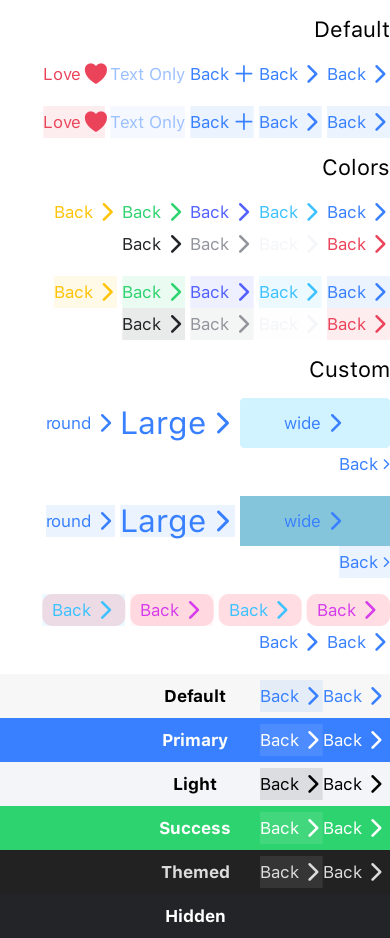 Default
Love Text Only Back Back Back
Love Text Only Back Back Back
Colors
Back Back Back Back Back
Back Back Back Back
Back Back Back Back Back
Back Back Back Back
Custom
round Large wide
Back
round Large wide
Back
Back Back Back Back
Back Back
Default Back Back
Primary Back Back
Light Back Back
Success Back Back
Themed Back Back
Hidden